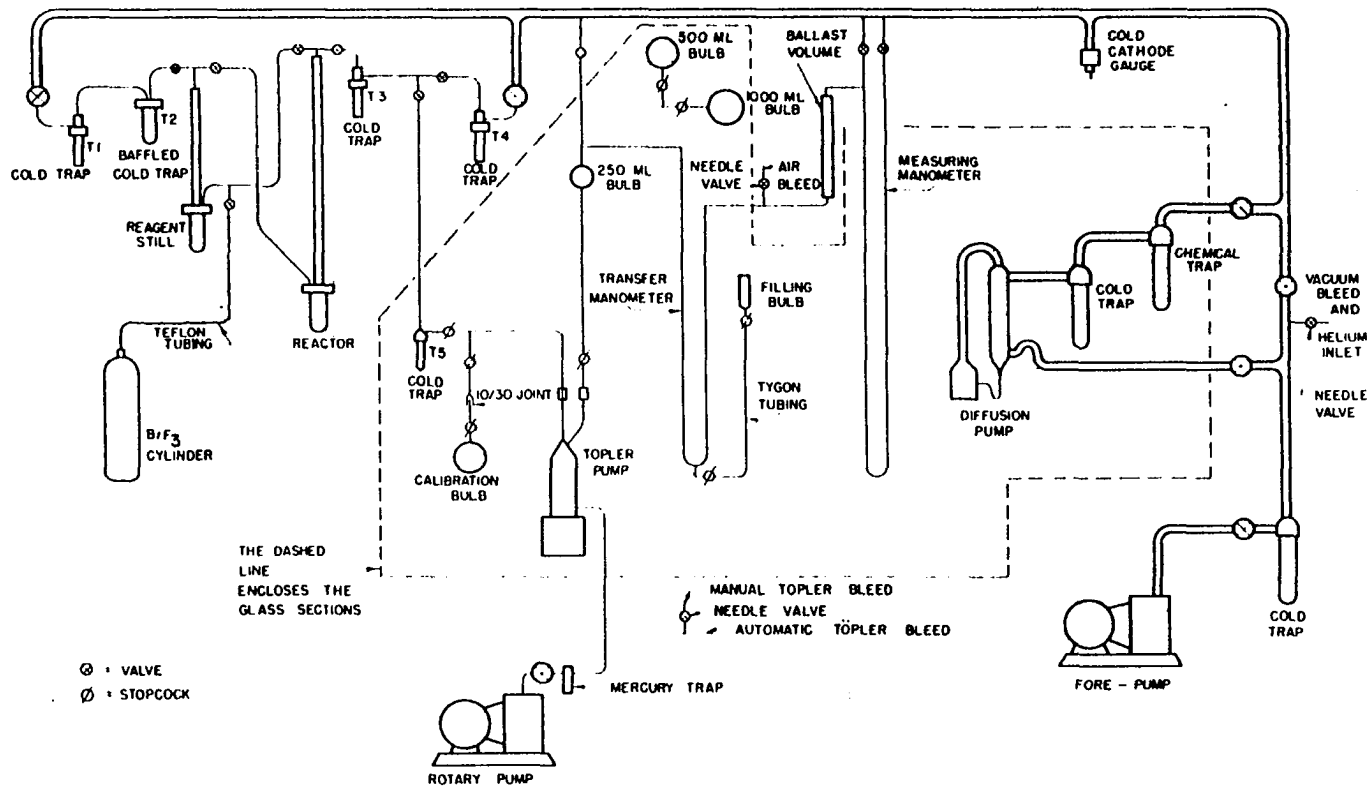 500 ML
BULB
BALLAST
VOLUME
COLD
CATHODE
GAUGE
1000 ML
BULB
T1
T2
T3
T4
COLD TRAP
BAFFLED
COLD TRAP
COLD
TRAP
COLD
TRAP
REAGENT
STILL
250 ML
BULB
NEEDLE
VALVE
AIR
BLEED
MEASURING
MANOMETER
CHEMCAL
TRAP
COLD
TRAP
VACUUM
BLEED
AND
HELIUM
INLET
TRANSFER
MANOMETER
FILLING
BULB
TEFLON
TUBING
REACTOR
T5
COLD
TRAP
10/30 JOINT
TYGON
TUBING
DIFFUSION
PUMP
NEEDLE
VALVE
BrF3
CYLINDER
CALIBRATION
BULB
TOPLER
PUMP
THE DASHED
LINE
ENCLOSES THE
GLASS SECTIONS
MANUAL TOPLER BLEED
NEEDLE VALVE
AUTOMATIC TÖPLER BLEED
COLD
TRAP
⊗ = VALVE
∅ = STOPCOCK
MERCURY TRAP
FORE - PUMP
ROTARY PUMP